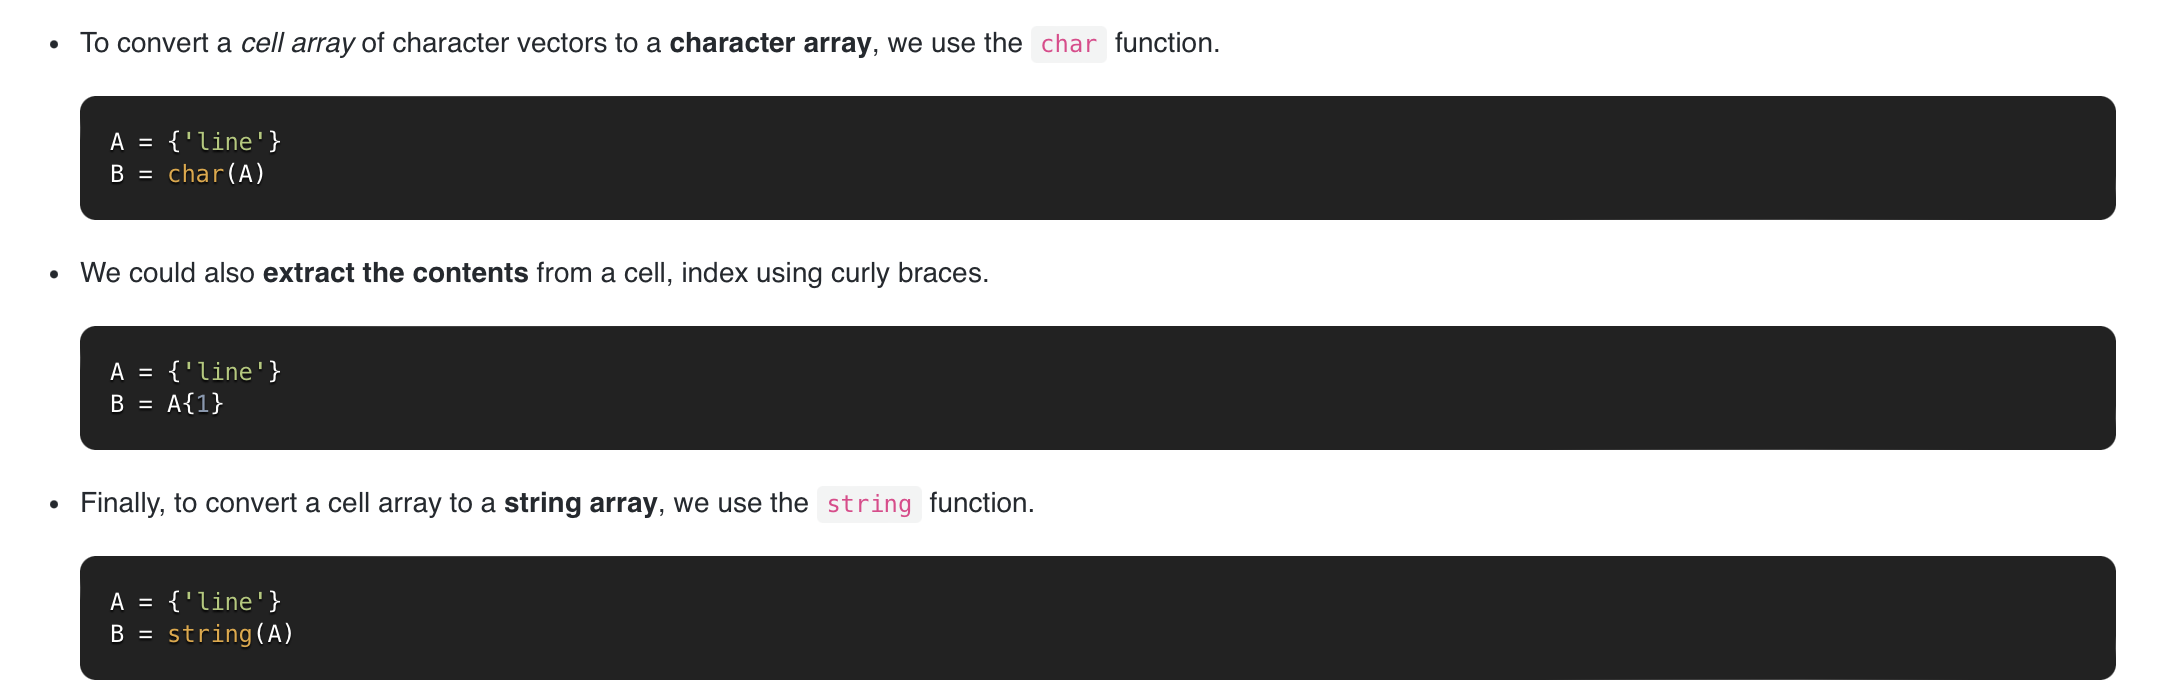 • To convert a cell array of character vectors to a character array, we use the char function.
A = {'line'}
B = char(A)
• We could also extract the contents from a cell, index using curly braces.
A = {'line'}
B = A{1}
• Finally, to convert a cell array to a string array, we use the string function.
A = {'line'}
B = string(A)